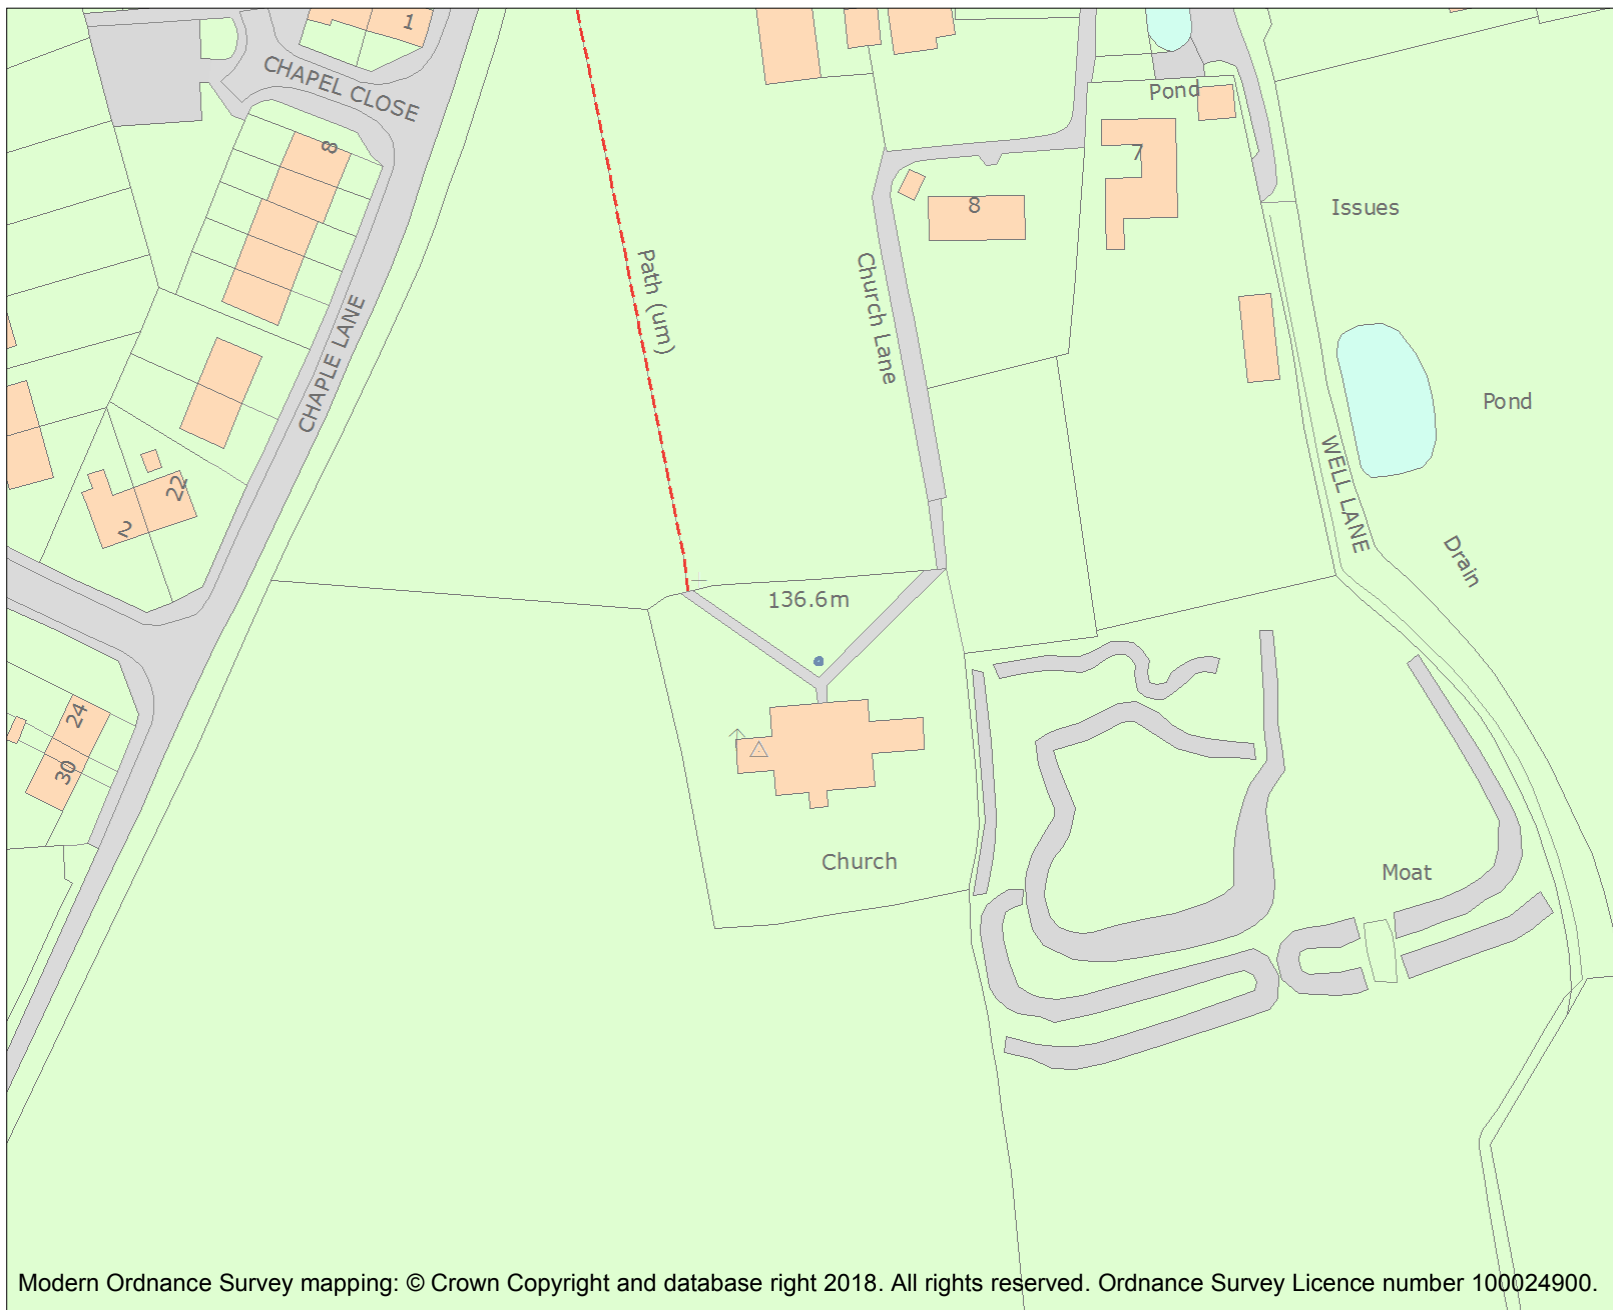 1
CHAPEL CLOSE
Pond
8
7
Issues
8
Path (um)
Church Lane
CHAPLE LANE
Pond
WELL LANE
22
2
Drain
136.6m
24
30
Church
Moat
Modern Ordnance Survey mapping: © Crown Copyright and database right 2018. All rights reserved. Ordnance Survey Licence number 100024900.